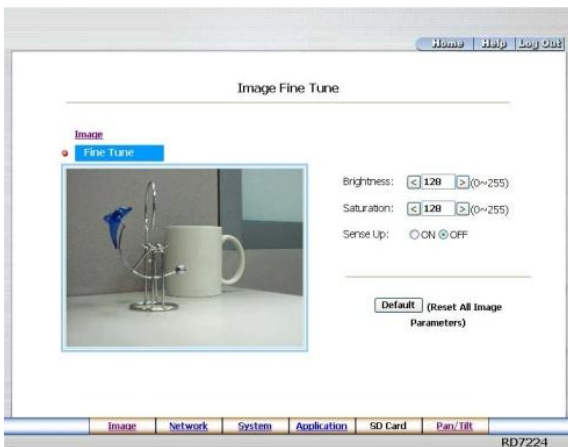 Home Help Log Out
Image Fine Tune
Image
Fine Tune
Brightness: < 128 > (0~255)
Saturation: < 128 > (0~255)
Sense Up: ON OFF
Default (Reset All Image
Parameters)
Image Network System Application SD Card Pan/Tilt
RD7224